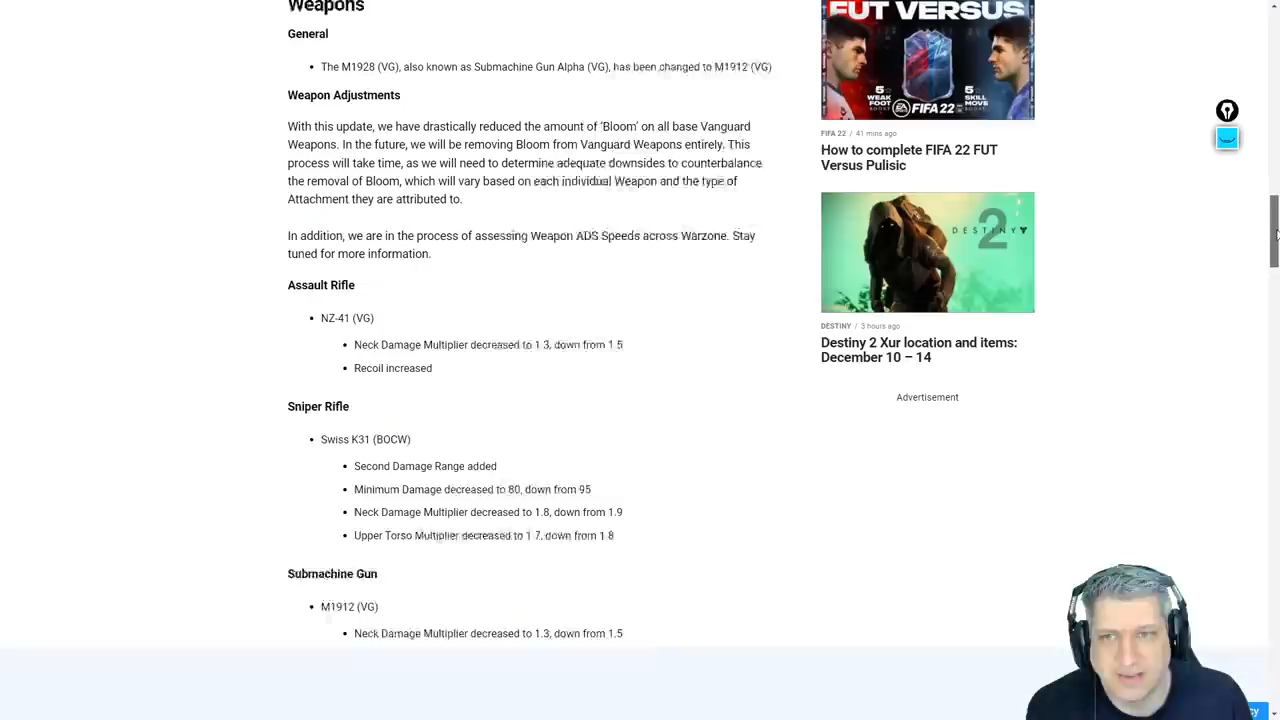 Weapons
General
• The M1928 (VG), also known as Submachine Gun Alpha (VG), has been changed to M1912 (VG)
Weapon Adjustments
With this update, we have drastically reduced the amount of 'Bloom' on all base Vanguard
Weapons. In the future, we will be removing Bloom from Vanguard Weapons entirely. This
process will take time, as we will need to determine adequate downsides to counterbalance
the removal of Bloom, which will vary based on each individual Weapon and the type of
Attachment they are attributed to.
In addition, we are in the process of assessing Weapon ADS Speeds across Warzone. Stay
tuned for more information.
Assault Rifle
• NZ-41 (VG)
• Neck Damage Multiplier decreased to 1.3, down from 1.5
• Recoil increased
Sniper Rifle
• Swiss K31 (BOCW)
• Second Damage Range added
• Minimum Damage decreased to 80, down from 95
• Neck Damage Multiplier decreased to 1.8, down from 1.9
• Upper Torso Multiplier decreased to 1.7, down from 1.8
Submachine Gun
• M1912 (VG)
• Neck Damage Multiplier decreased to 1.3, down from 1.5
FUT VERSUS
5 WEAK FOOT
5 SKILL MOVE
EA SPORTS FIFA 22
FIFA 22 / 41 mins ago
How to complete FIFA 22 FUT
Versus Pulisic
DESTINY 2
DESTINY / 3 hours ago
Destiny 2 Xur location and items:
December 10 – 14
Advertisement
cy